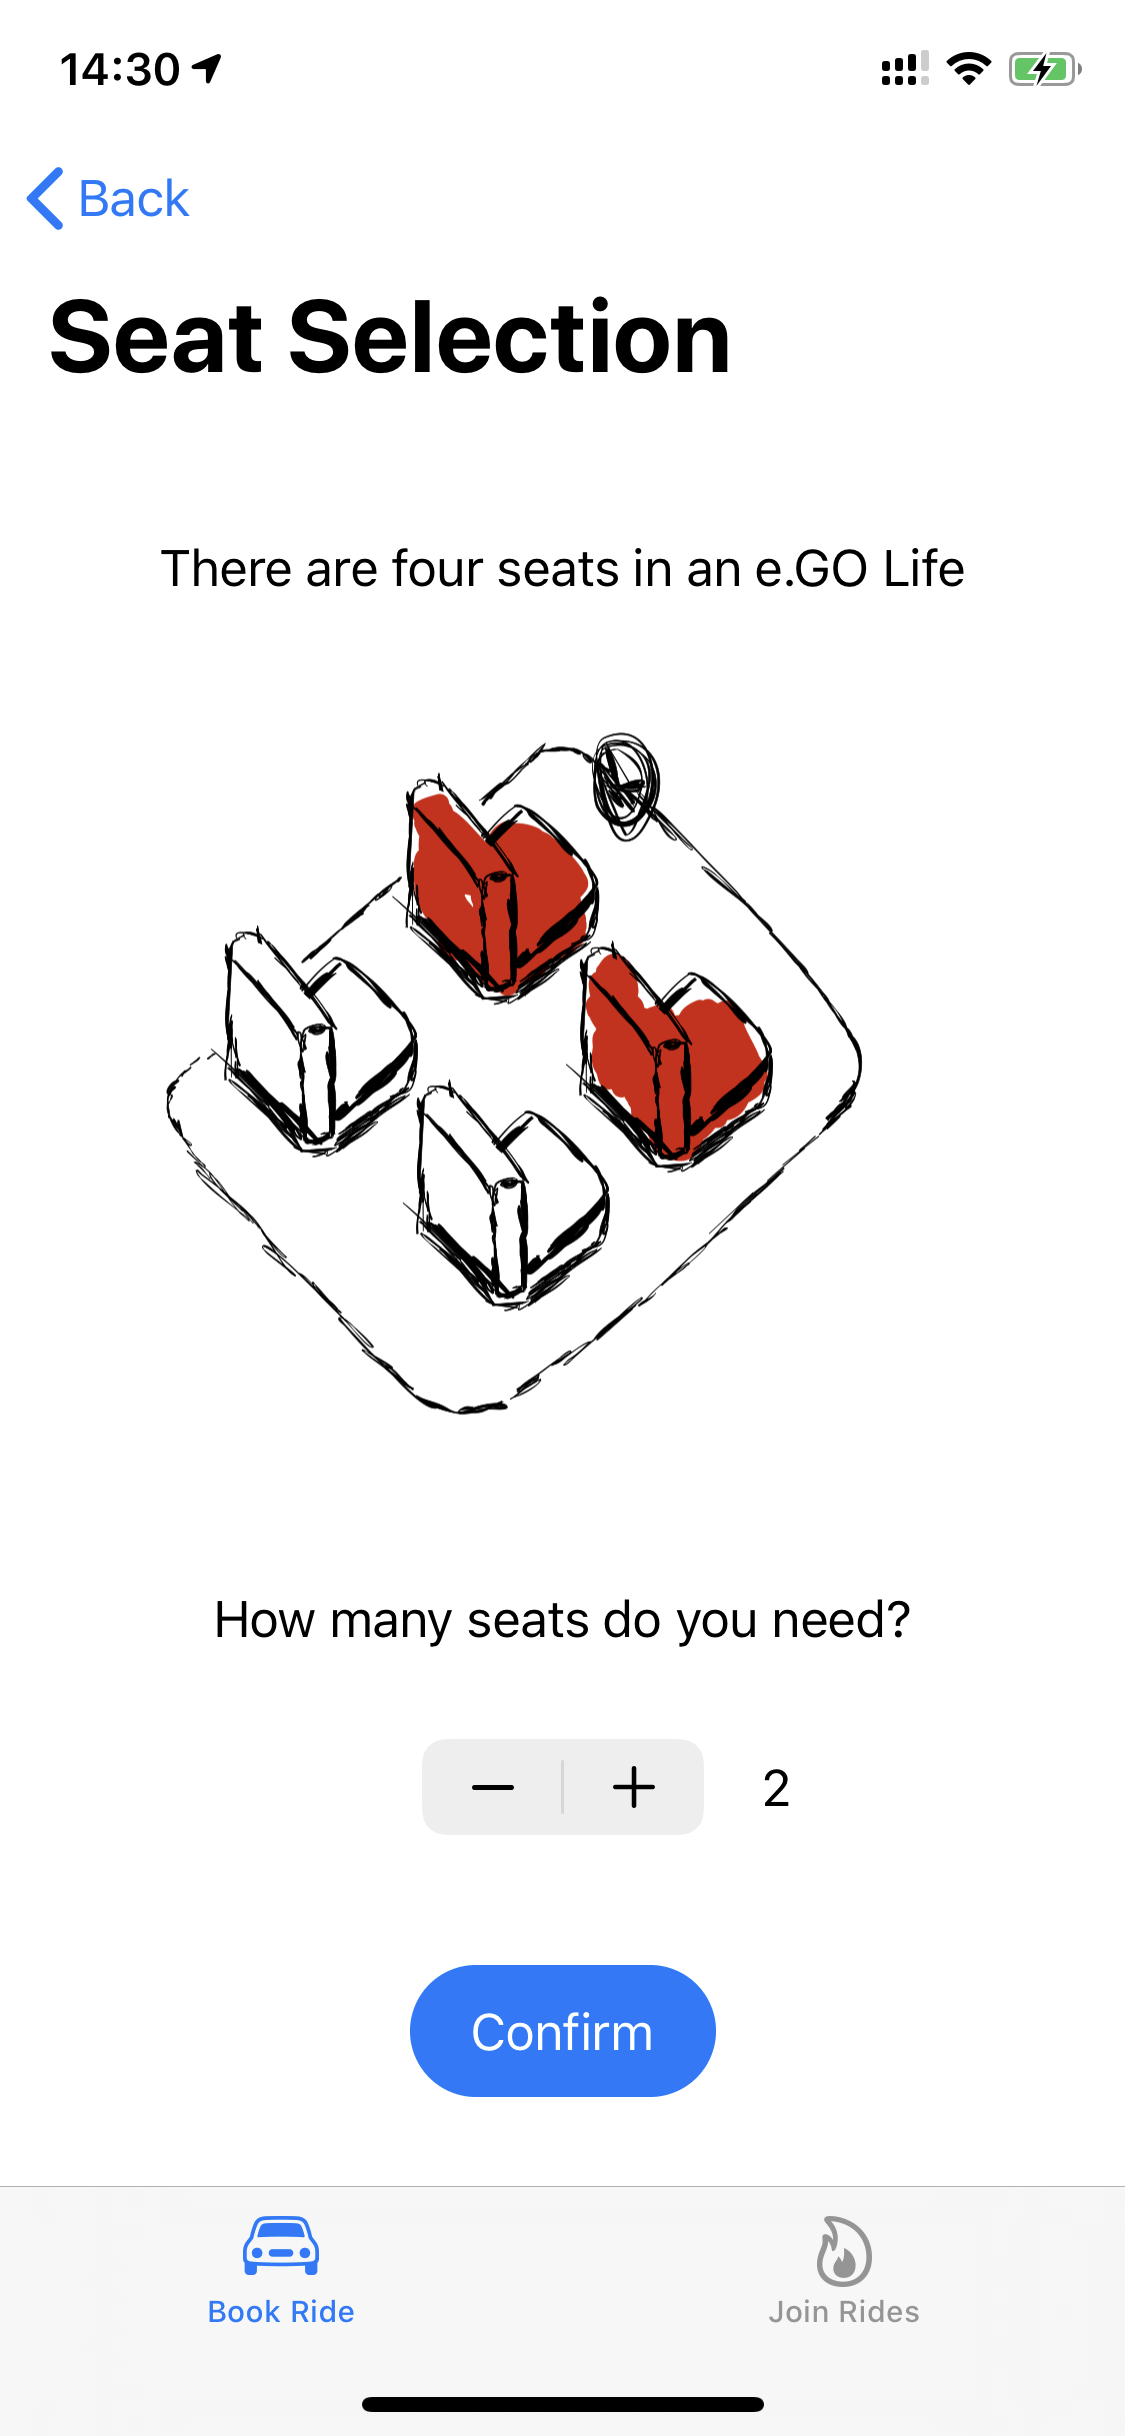 14:30
Back
Seat Selection
There are four seats in an e.GO Life
How many seats do you need?
2
Confirm
Book Ride
Join Rides